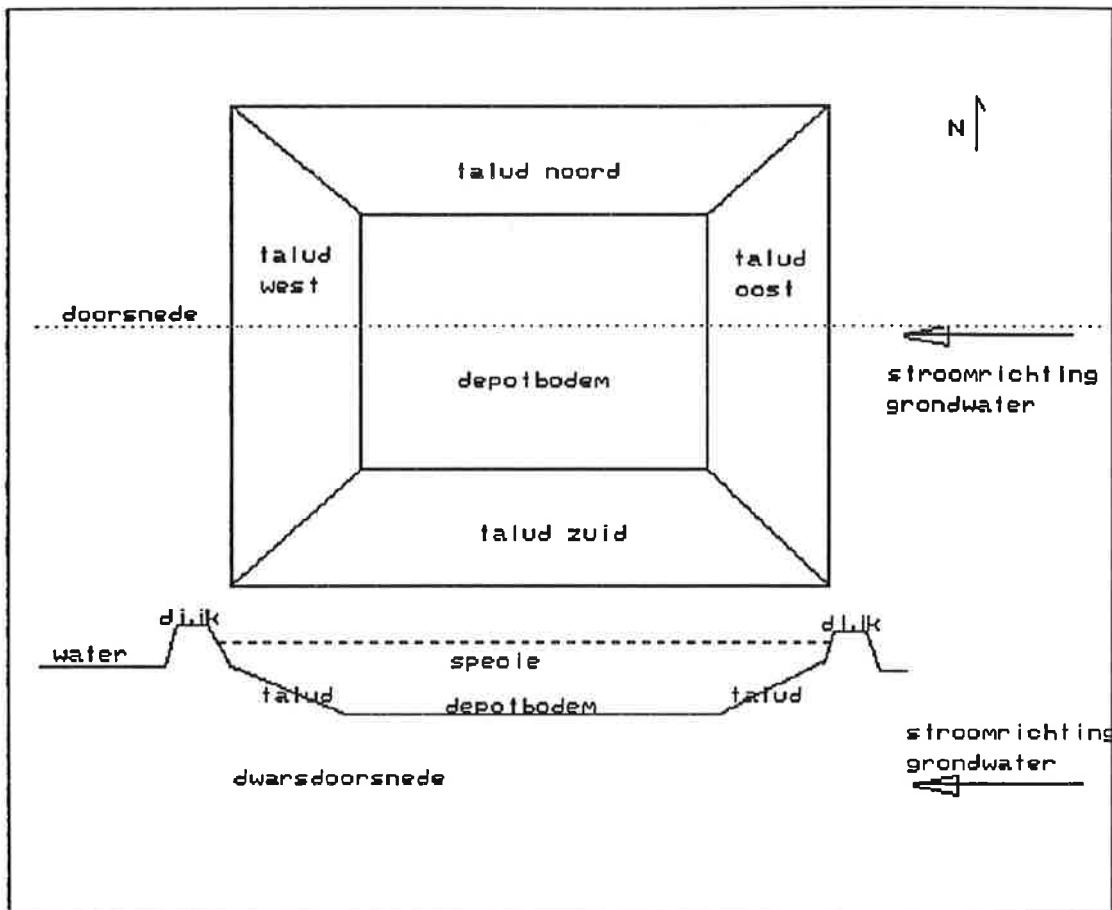 N
talud noord
talud
west
talud
oost
doorsnede
depotbodem
stroomrichting
grondwater
talud zuid
dijk
dijk
water
specie
talud
depotbodem
talud
stroomrichting
grondwater
dwarsdoorsnede